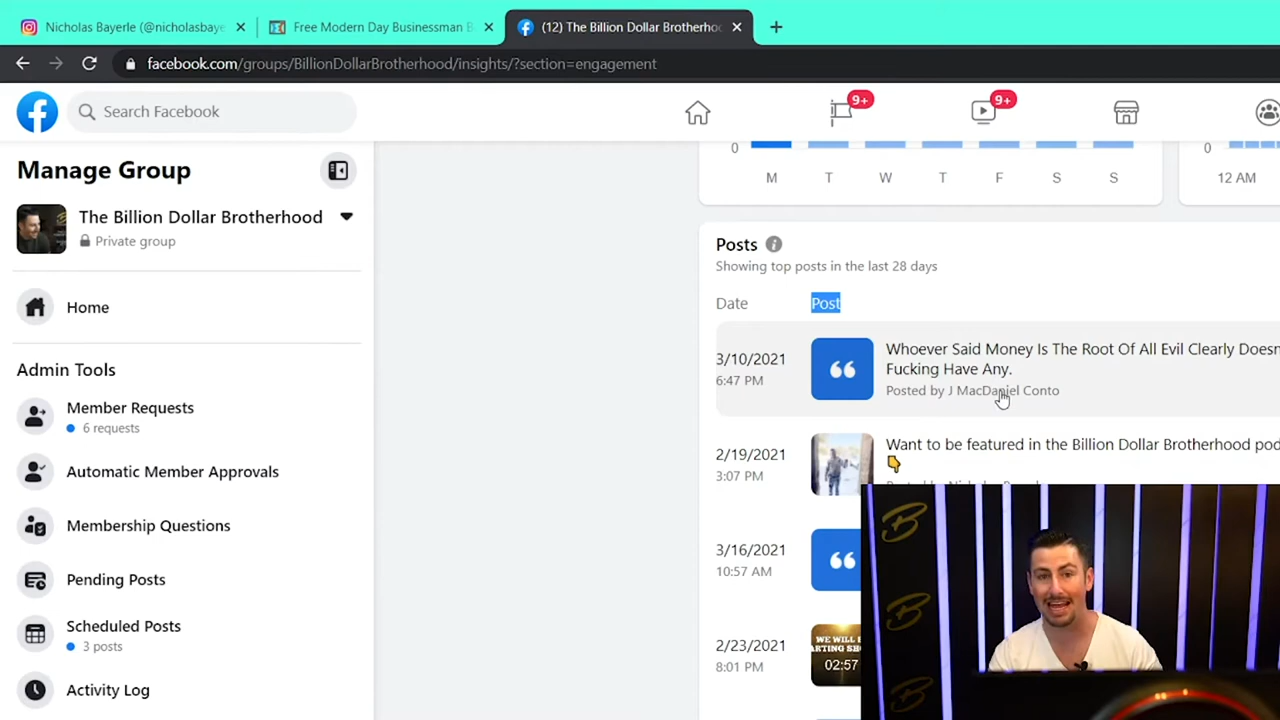 Nicholas Bayerle (@nicholasbaye
Free Modern Day Businessman B
(12) The Billion Dollar Brotherhoo
facebook.com/groups/BillionDollarBrotherhood/insights/?section=engagement
Search Facebook
9+
9+
Manage Group
The Billion Dollar Brotherhood
Private group
Home
Admin Tools
Member Requests
6 requests
Automatic Member Approvals
Membership Questions
Pending Posts
Scheduled Posts
3 posts
Activity Log
0
M T W T F S S
0
12 AM
Posts
Showing top posts in the last 28 days
Date Post
3/10/2021
6:47 PM
Whoever Said Money Is The Root Of All Evil Clearly Doesn
Fucking Have Any.
Posted by J MacDaniel Conto
2/19/2021
3:07 PM
Want to be featured in the Billion Dollar Brotherhood pod
👇
3/16/2021
10:57 AM
2/23/2021
8:01 PM
WE WILL B
ARTING SHO
02:57
B
B
B